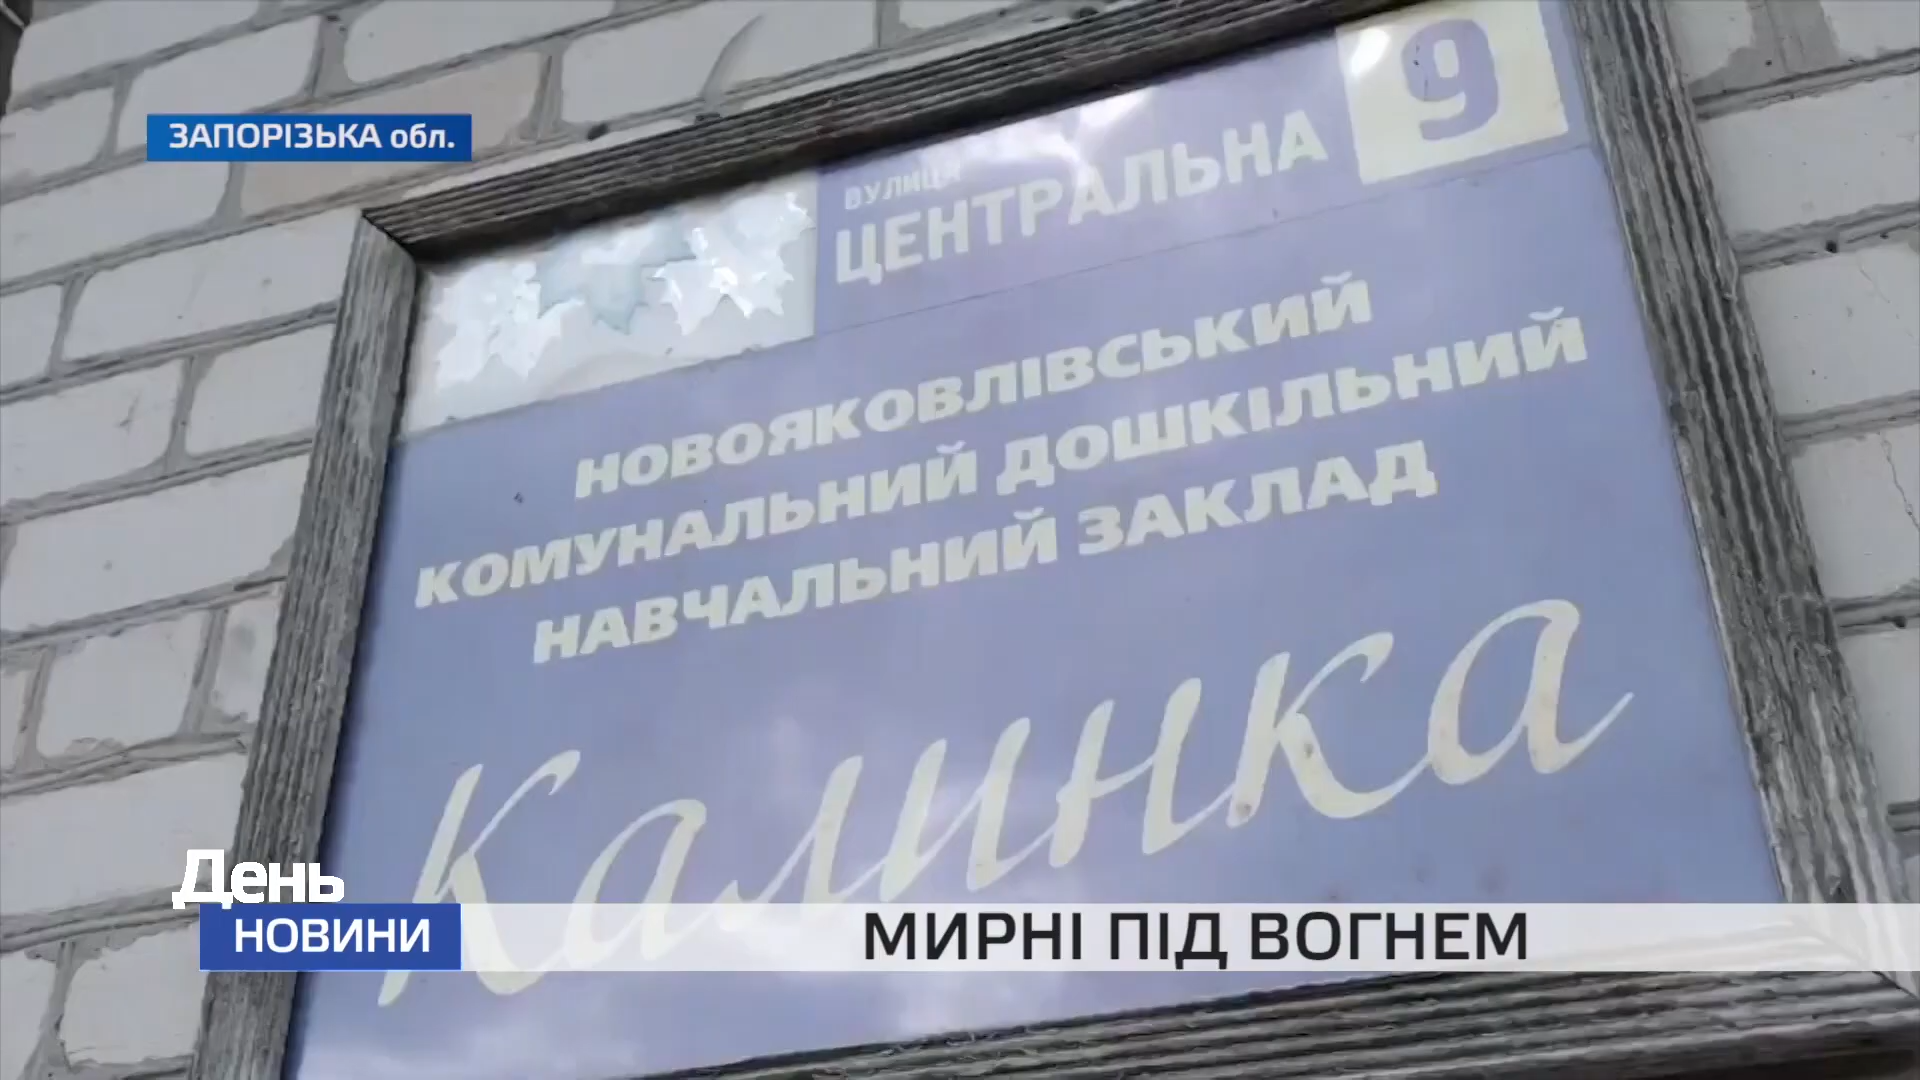 ЗАПОРІЗЬКА обл.
ВУЛИЦЯ
ЦЕНТРАЛЬНА
9
НОВОЯКОВЛІВСЬКИЙ
КОМУНАЛЬНИЙ ДОШКІЛЬНИЙ
НАВЧАЛЬНИЙ ЗАКЛАД
Калинка
День
НОВИНИ
МИРНІ ПІД ВОГНЕМ